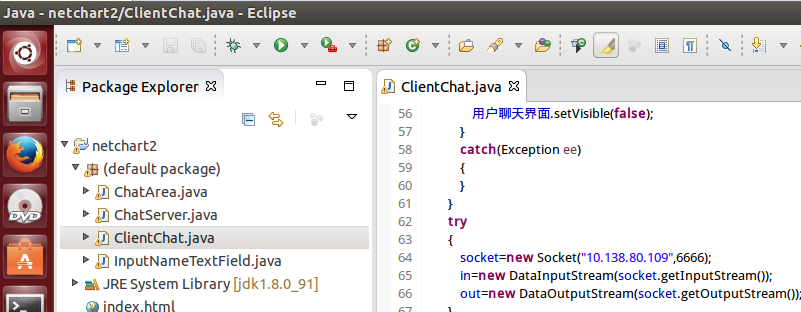 Java - netchart2/ClientChat.java - Eclipse
Package Explorer
netchart2
(default package)
ChatArea.java
ChatServer.java
ClientChat.java
InputNameTextField.java
JRE System Library [jdk1.8.0_91]
index.html
ClientChat.java
56 用户聊天界面.setVisible(false);
57 }
58 catch(Exception ee)
59 {
60 }
61 }
62 try
63 {
64 socket=new Socket("10.138.80.109",6666);
65 in=new DataInputStream(socket.getInputStream());
66 out=new DataOutputStream(socket.getOutputStream());
67 }
DVD